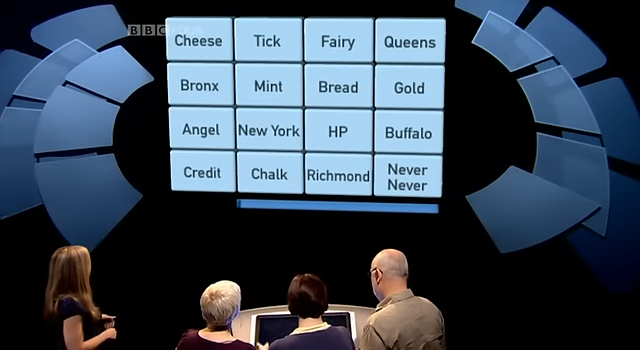 BBC
Cheese Tick Fairy Queens
Bronx Mint Bread Gold
Angel New York HP Buffalo
Credit Chalk Richmond Never
Never